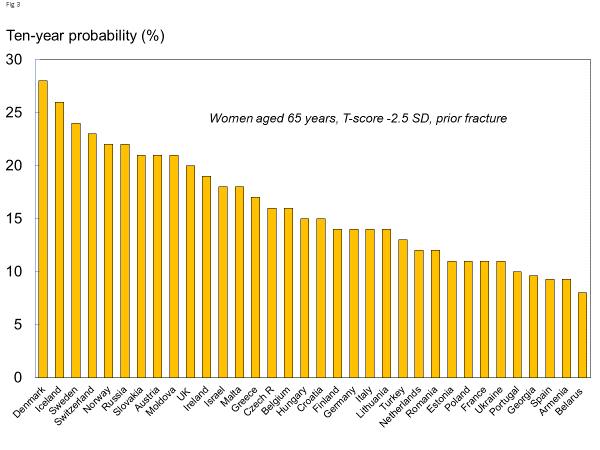 Fig 3
Ten-year probability (%)
30
25
20
15
10
5
0
Women aged 65 years, T-score -2.5 SD, prior fracture
Denmark
Iceland
Sweden
Switzerland
Norway
Russia
Slovakia
Austria
Moldova
UK
Ireland
Israel
Malta
Greece
Czech R
Belgium
Hungary
Croatia
Finland
Germany
Italy
Lithuania
Turkey
Netherlands
Romania
Estonia
Poland
France
Ukraine
Portugal
Georgia
Spain
Armenia
Belarus